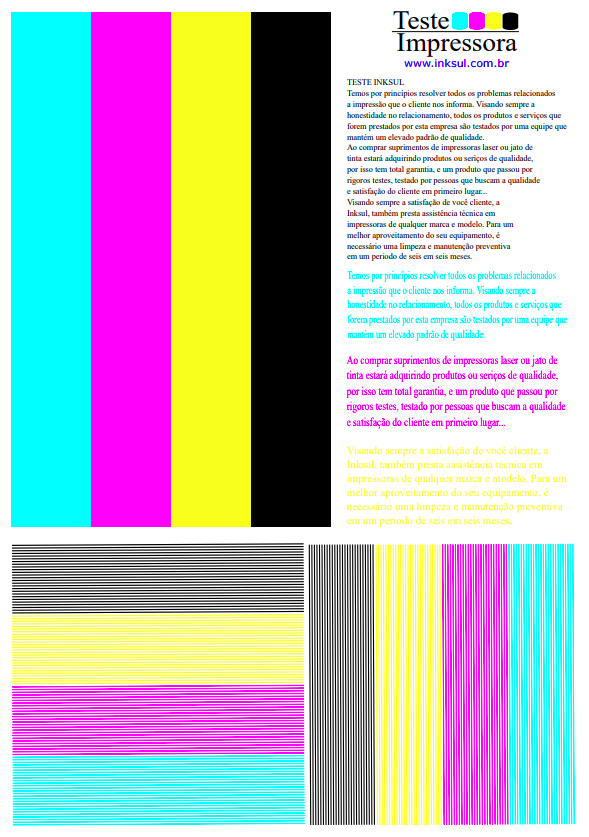 Teste
Impressora
www.inksul.com.br
TESTE INKSUL
Temos por princípios resolver todos os problemas relacionados
a impressão que o cliente nos informa. Visando sempre a
honestidade no relacionamento, todos os produtos e serviços que
forem prestados por esta empresa são testados por uma equipe que
mantém um elevado padrão de qualidade.
Ao comprar suprimentos de impressoras laser ou jato de
tinta estará adquirindo produtos ou seriços de qualidade,
por isso tem total garantia, e um produto que passou por
rigoros testes, testado por pessoas que buscam a qualidade
e satisfação do cliente em primeiro lugar...
Visando sempre a satisfação de você cliente, a
Inksul, também presta assistência técnica em
impressoras de qualquer marca e modelo. Para um
melhor aproveitamento do seu equipamento, é
necessário uma limpeza e manutenção preventiva
em um periodo de seis em seis meses.
Temos por princípios resolver todos os problemas relacionados
a impressão que o cliente nos informa. Visando sempre a
honestidade no relacionamento, todos os produtos e serviços que
forem prestados por esta empresa são testados por uma equipe que
mantém um elevado padrão de qualidade.
Ao comprar suprimentos de impressoras laser ou jato de
tinta estará adquirindo produtos ou seriços de qualidade,
por isso tem total garantia, e um produto que passou por
rigoros testes, testado por pessoas que buscam a qualidade
e satisfação do cliente em primeiro lugar...
Visando sempre a satisfação do você cliente, a
Inksul, também presta assistência técnica em
impressoras de qualquer marca e modelo. Para um
melhor aproveitamento do seu equipamento, é
necessário uma limpeza e manutenção preventiva
em um periodo de seis em seis meses.